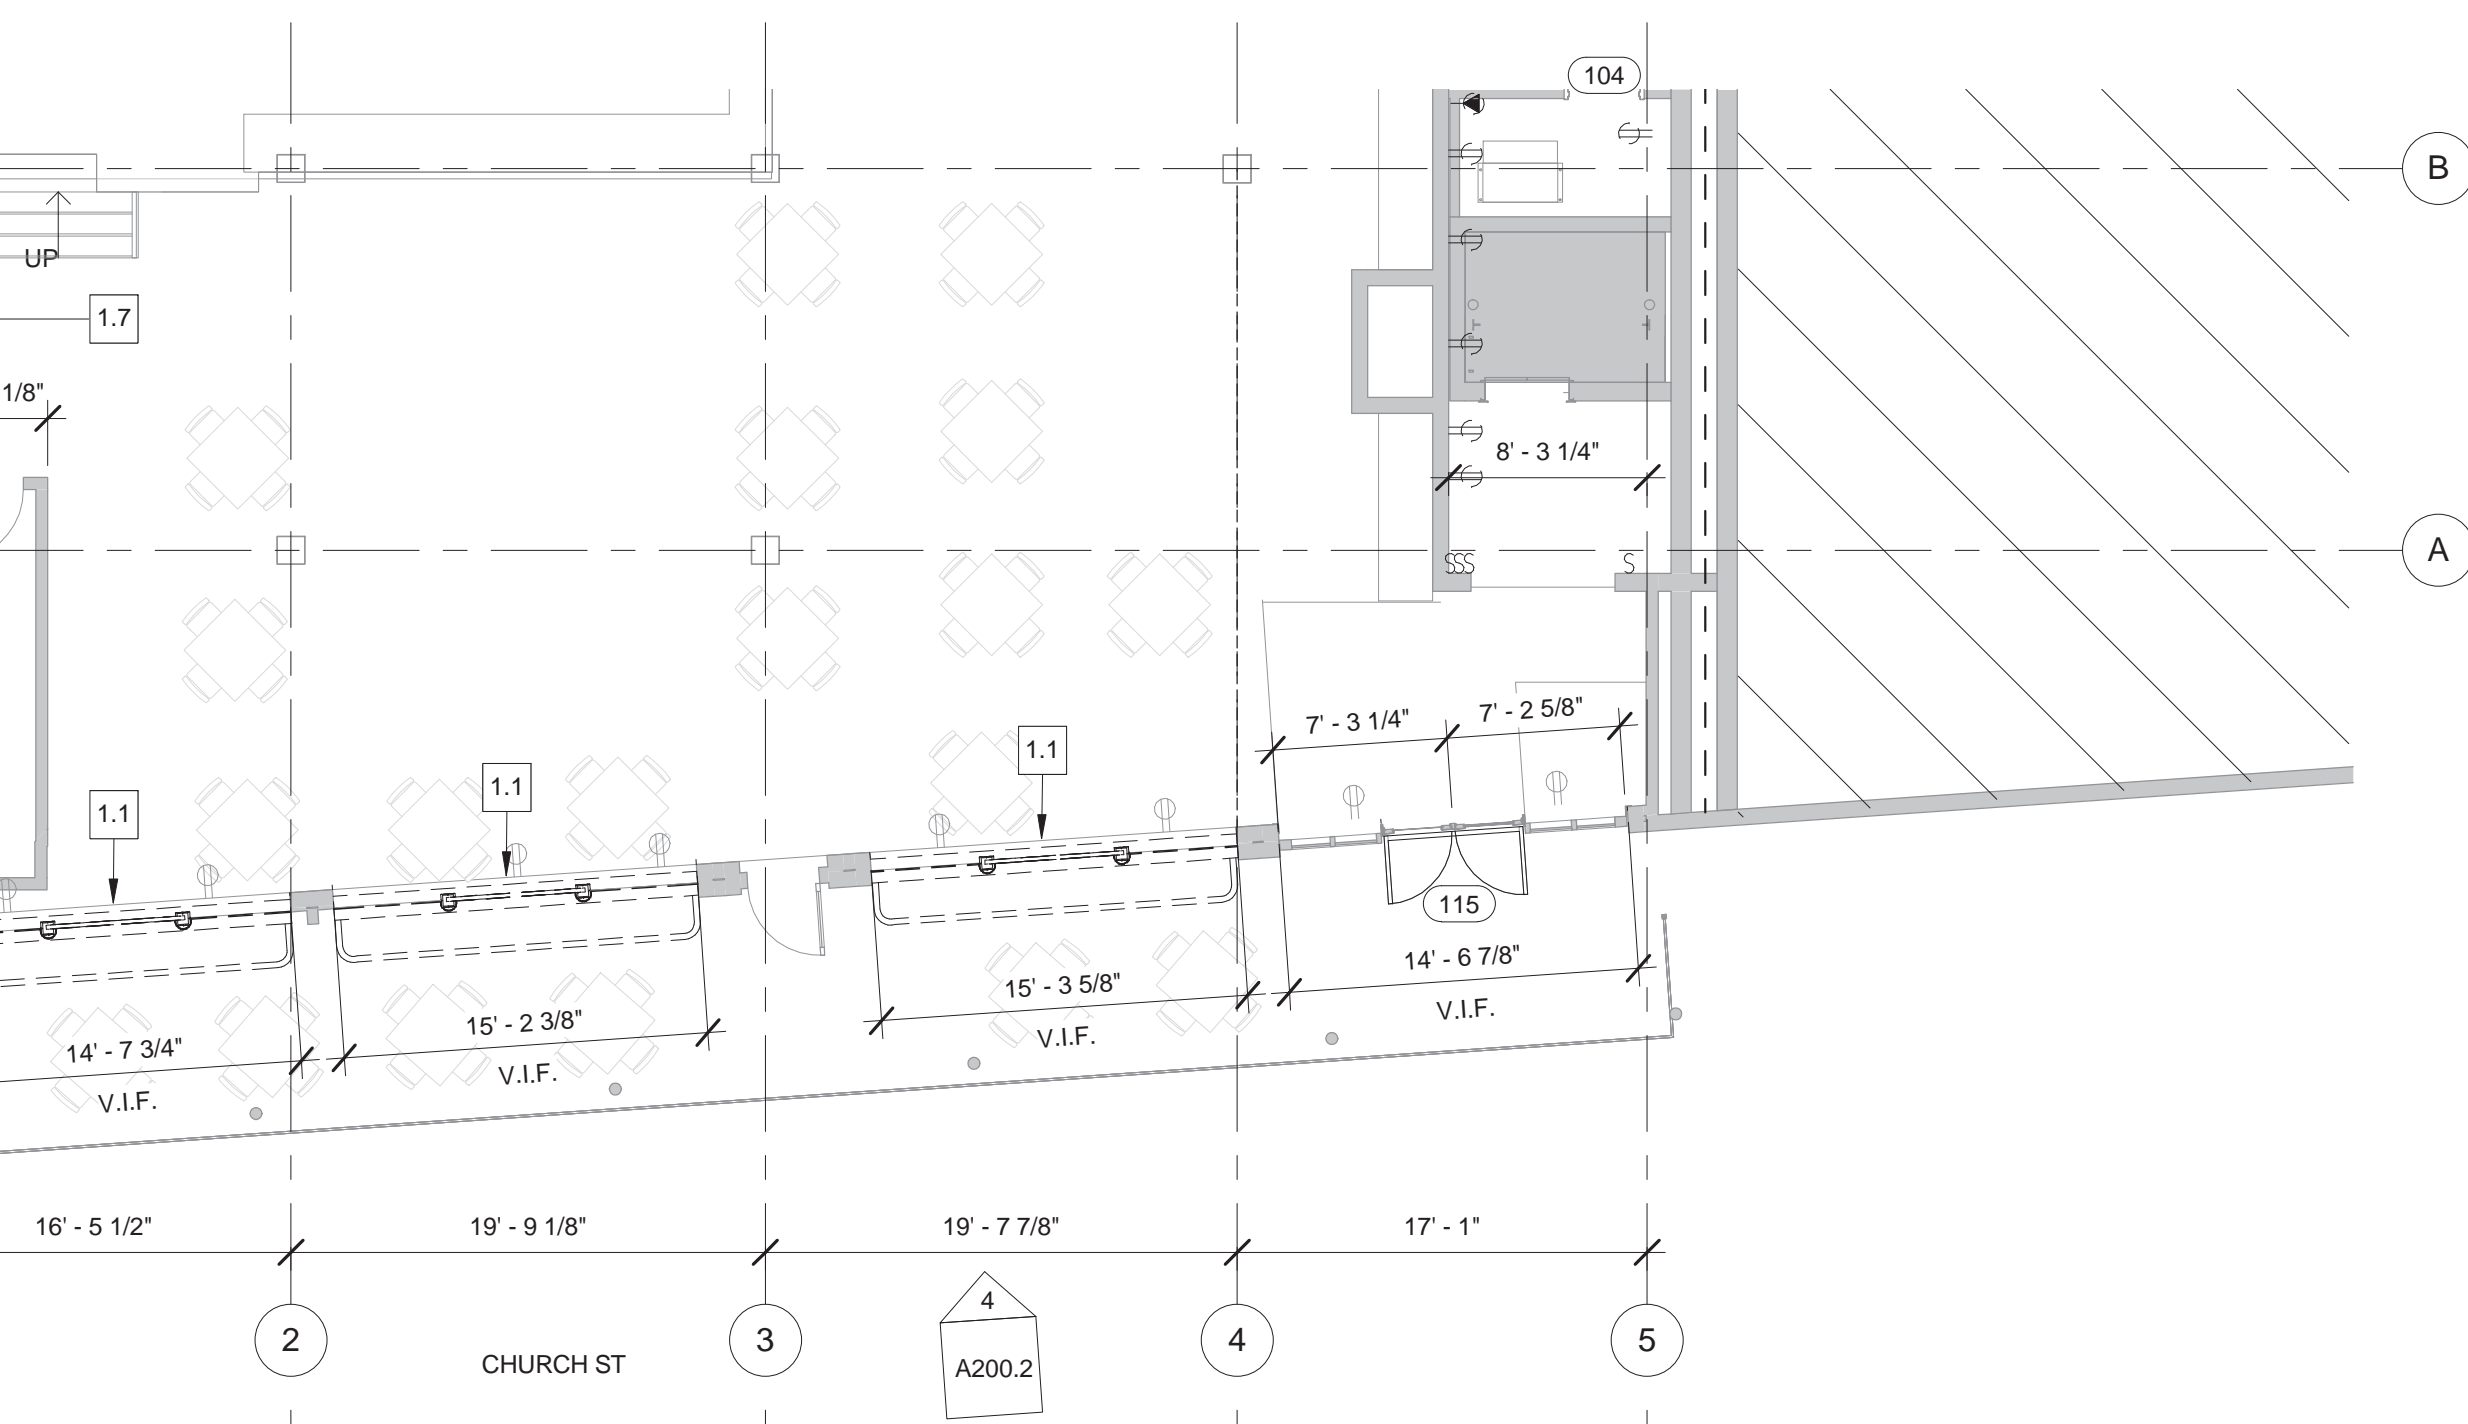 104
B
UP
1.7
1/8"
8' - 3 1/4"
SSS
S
A
7' - 3 1/4"
7' - 2 5/8"
1.1
1.1
1.1
115
14' - 6 7/8"
V.I.F.
15' - 3 5/8"
V.I.F.
15' - 2 3/8"
V.I.F.
14' - 7 3/4"
V.I.F.
16' - 5 1/2"
19' - 9 1/8"
19' - 7 7/8"
17' - 1"
4
A200.2
2
3
4
5
CHURCH ST